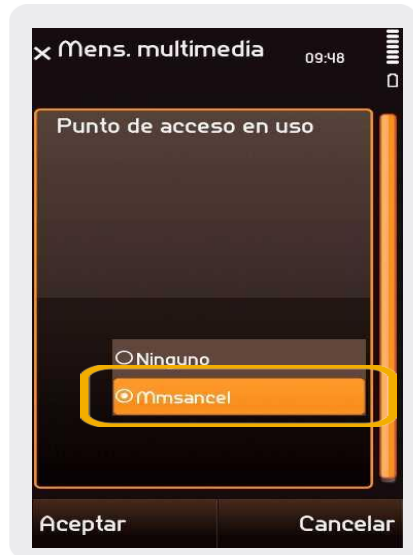 × Mens. multimedia 09:48
Punto de acceso en uso
Ninguno
Mmsancel
Aceptar Cancelar